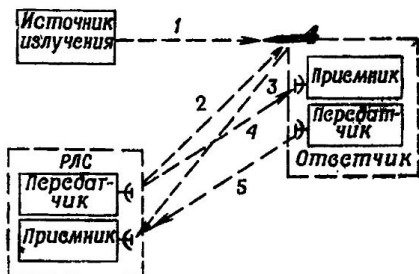 Источник
излучения
1
2
3
4
5
Приемник
Передат-
чик
Ответчик
РЛС
Передат-
чик
Приемник